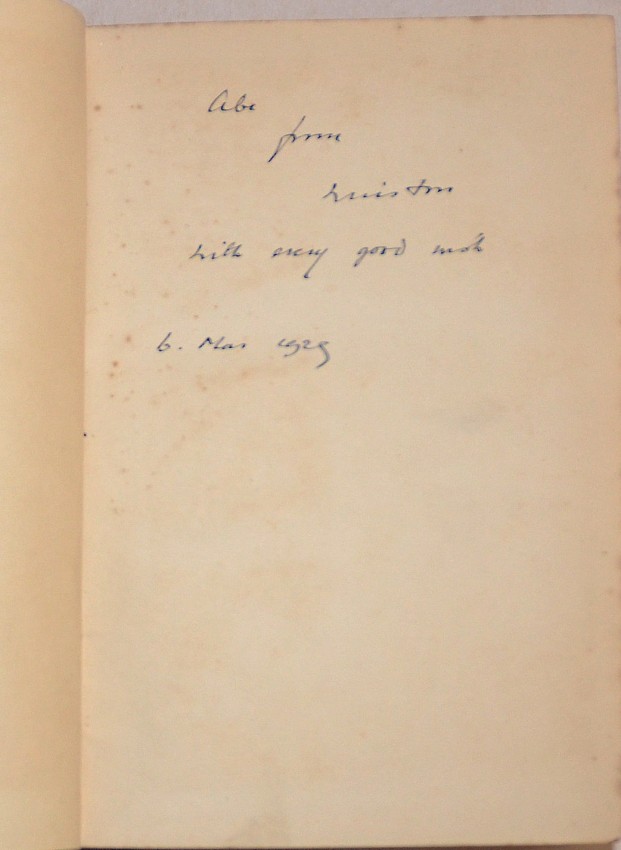 Abe
from
Winston
with every good wish
6. Mar 1929